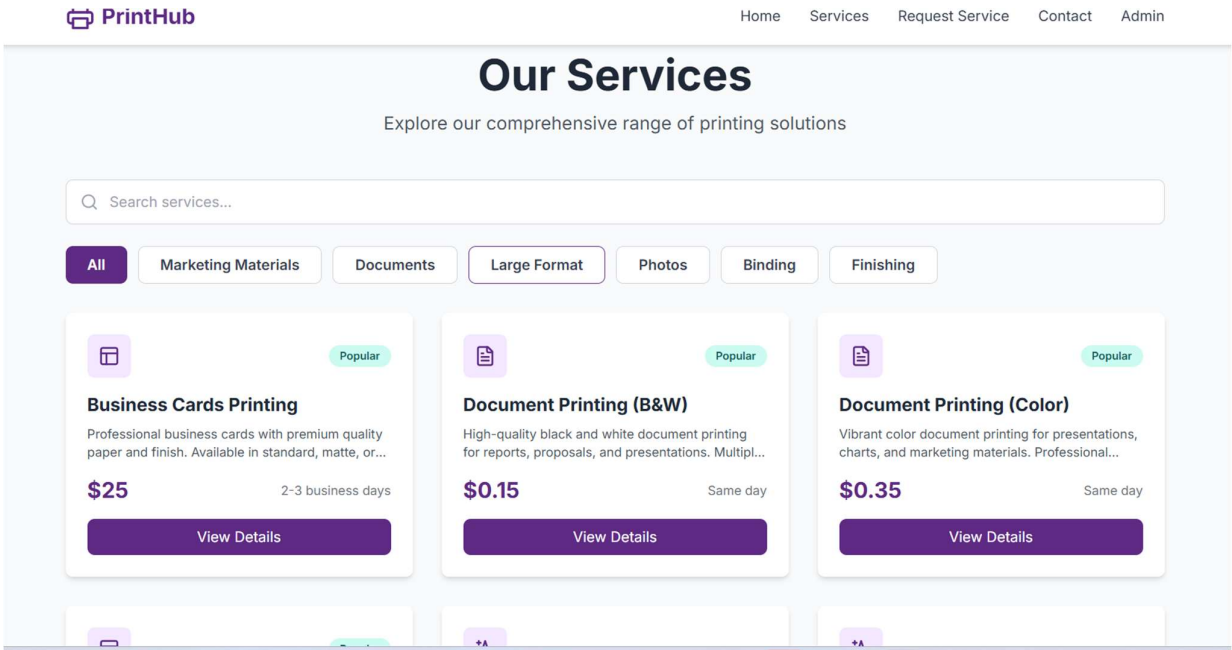 PrintHub
Home Services Request Service Contact Admin
Our Services
Explore our comprehensive range of printing solutions
Search services...
All Marketing Materials Documents Large Format Photos Binding Finishing
Popular Popular Popular
Business Cards Printing Document Printing (B&W) Document Printing (Color)
Professional business cards with premium quality High-quality black and white document printing Vibrant color document printing for presentations,
paper and finish. Available in standard, matte, or... for reports, proposals, and presentations. Multipl... charts, and marketing materials. Professional...
$25 2-3 business days $0.15 Same day $0.35 Same day
View Details View Details View Details